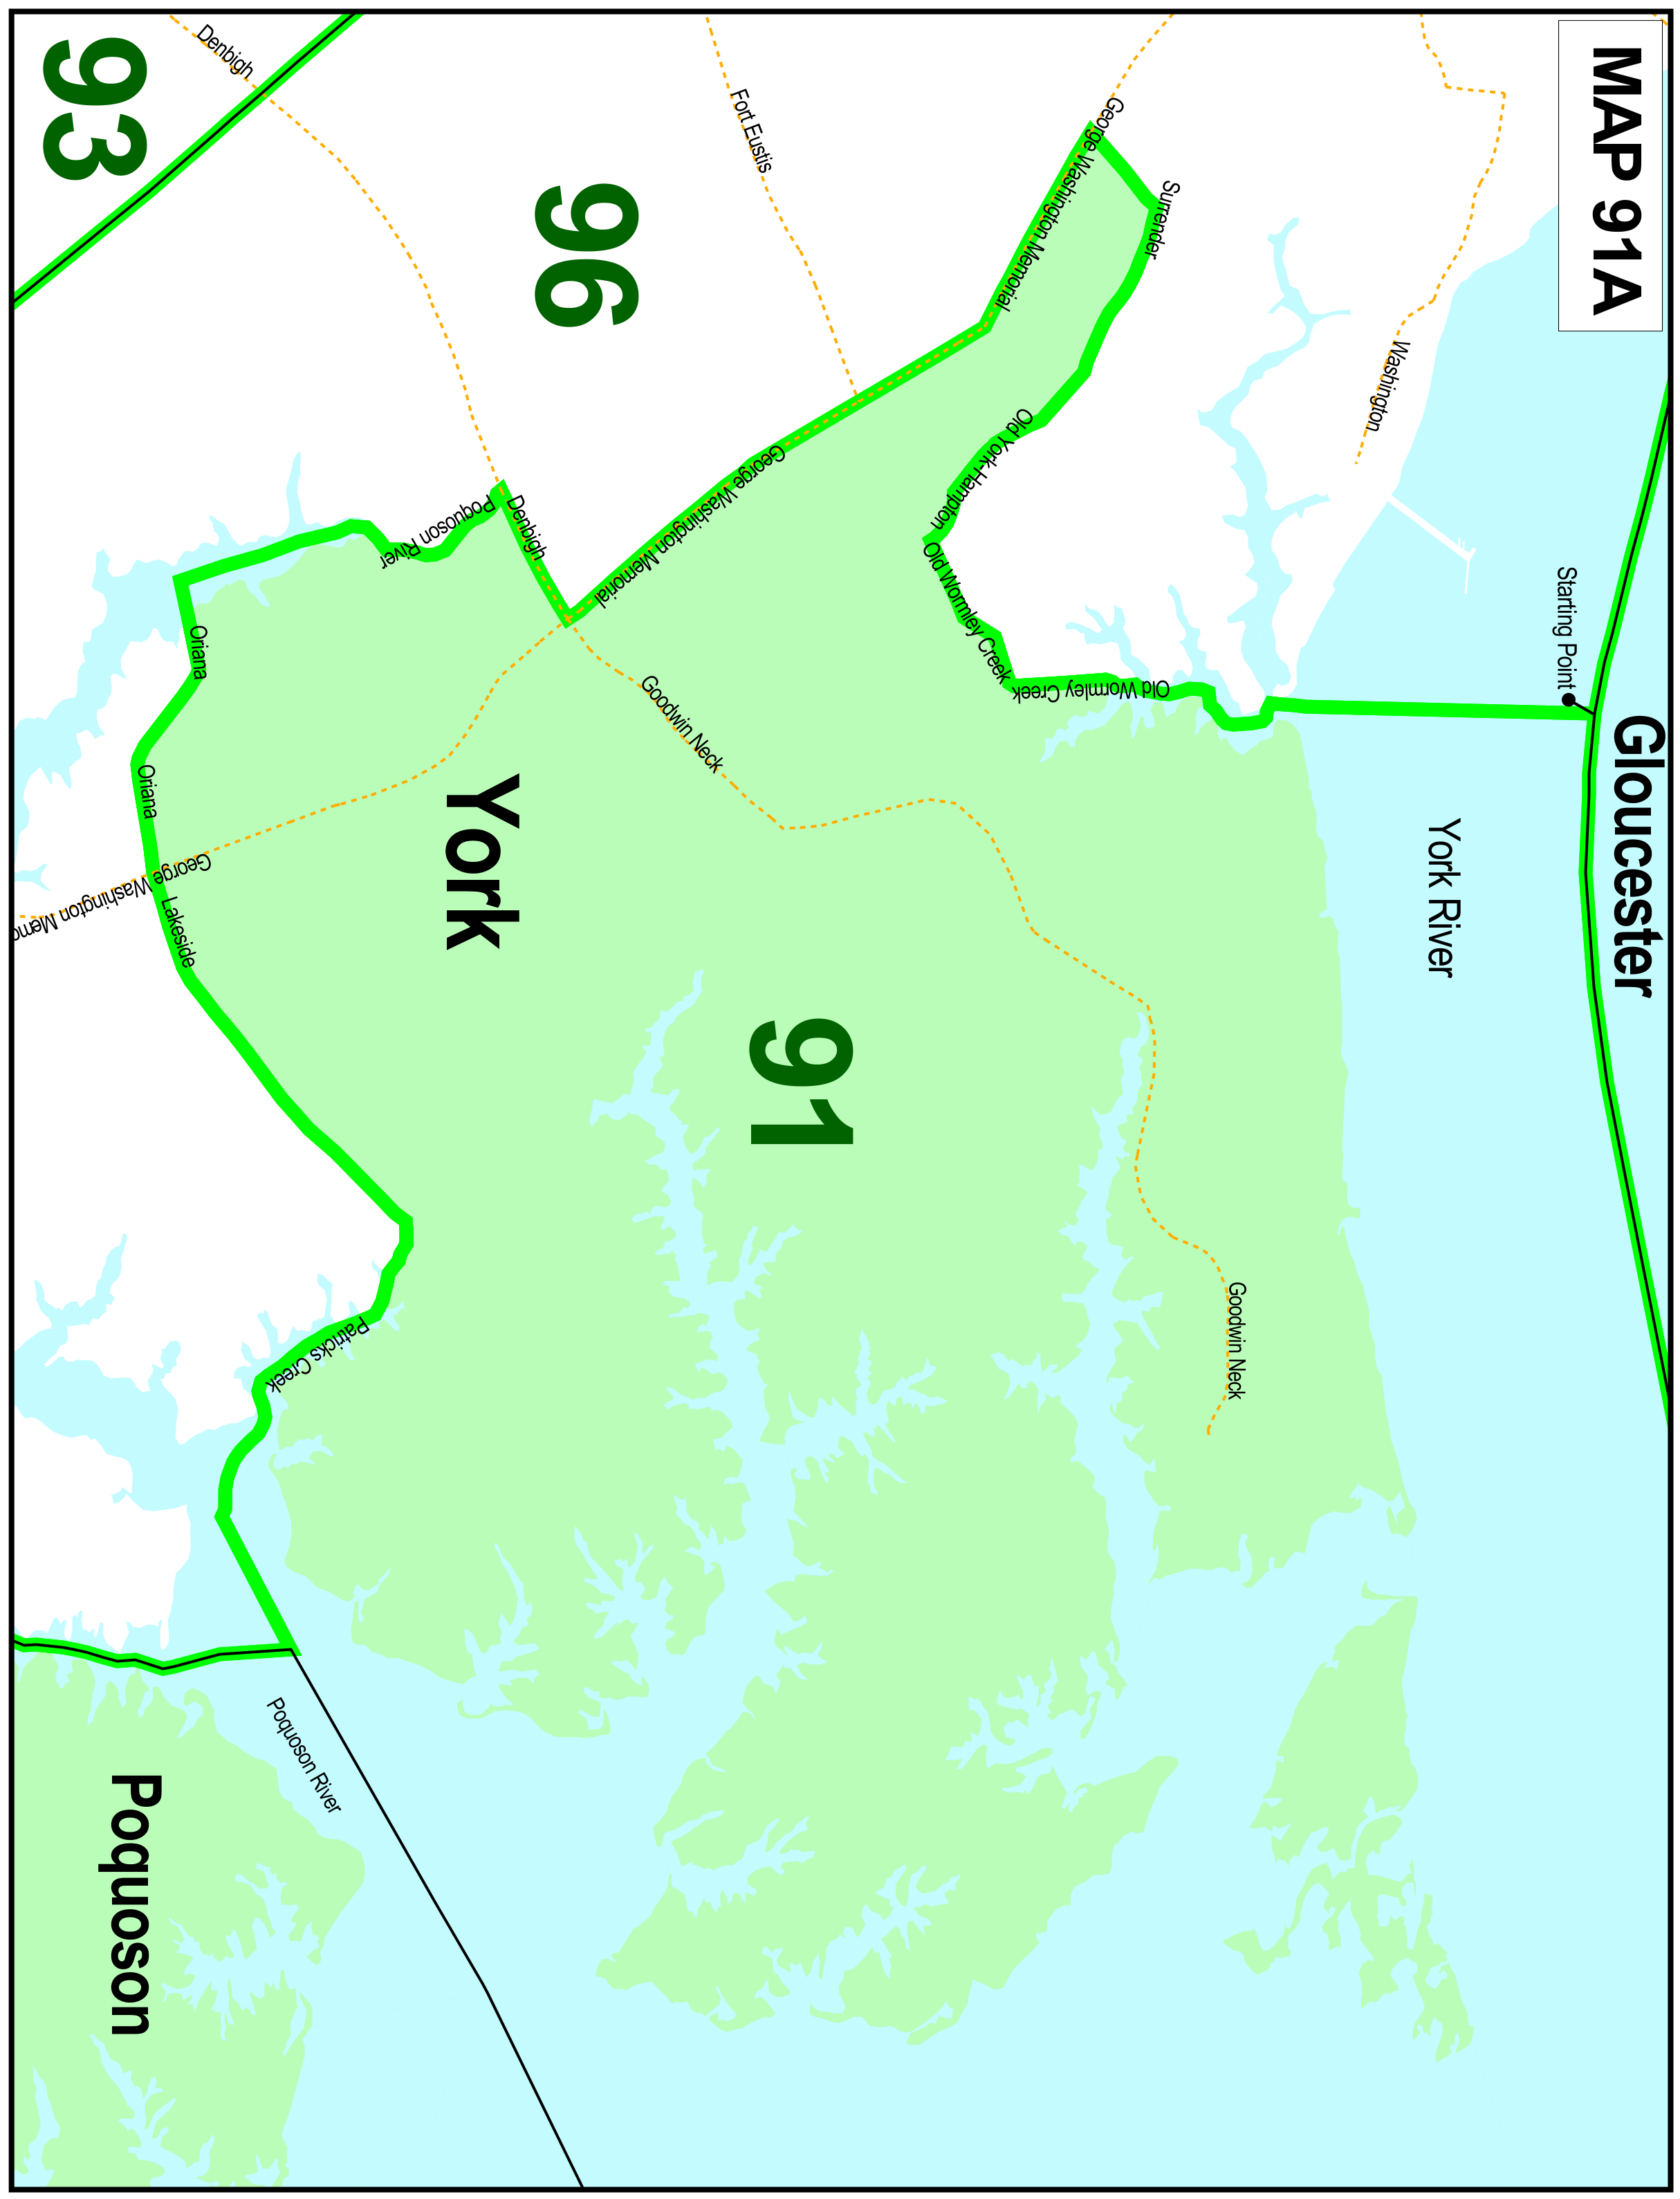 MAP 91A
Gloucester
Starting Point
York River
Washington
Surrender
George Washington Memorial
Old York-Hampton
Old Wormley Creek
Old Wormley Creek
Fort Eustis
96
93
Denbigh
George Washington Memorial
Denbigh
Poquoson River
Goodwin Neck
Goodwin Neck
York
91
Oriana
Oriana
George Washington Memo
Lakeside
Patricks Creek
Poquoson River
Poquoson